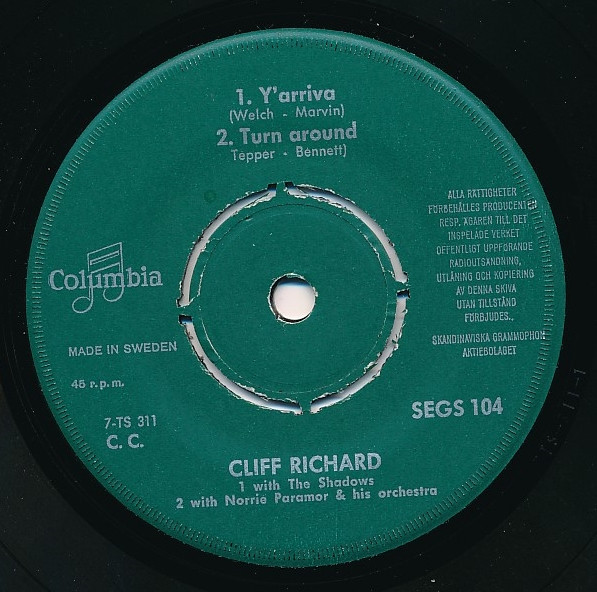 1. Y'arriva
(Welch - Marvin)
2. Turn around
Tepper - Bennett)
Columbia
ALLA RÄTTIGHETER
FÖRBEHÅLLES PRODUCENTEN
RESP. ÄGAREN TILL DET
INSPELADE VERKET
OFFENTLIGT UPPFÖRANDE
RADIOUTSÄNDNING,
UTLÅNING OCH KOPIERING
AV DENNA SKIVA
UTAN TILLSTÅND
FÖRBJUDES.
SKANDINAVISKA GRAMMOPHON
AKTIEBOLAGET
MADE IN SWEDEN
45 r.p.m.
7-TS 311
C. C.
SEGS 104
CLIFF RICHARD
1 with The Shadows
2 with Norrie Paramor & his orchestra